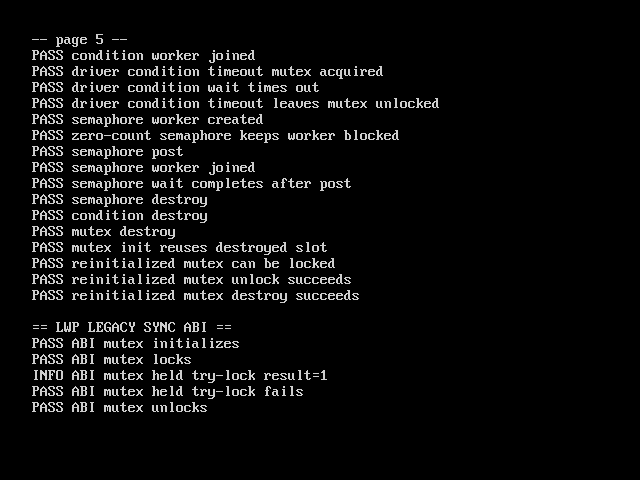 -- page 5 --
PASS condition worker joined
PASS driver condition timeout mutex acquired
PASS driver condition wait times out
PASS driver condition timeout leaves mutex unlocked
PASS semaphore worker created
PASS zero-count semaphore keeps worker blocked
PASS semaphore post
PASS semaphore worker joined
PASS semaphore wait completes after post
PASS semaphore destroy
PASS condition destroy
PASS mutex destroy
PASS mutex init reuses destroyed slot
PASS reinitialized mutex can be locked
PASS reinitialized mutex unlock succeeds
PASS reinitialized mutex destroy succeeds

== LWP LEGACY SYNC ABI ==
PASS ABI mutex initializes
PASS ABI mutex locks
INFO ABI mutex held try-lock result=1
PASS ABI mutex held try-lock fails
PASS ABI mutex unlocks